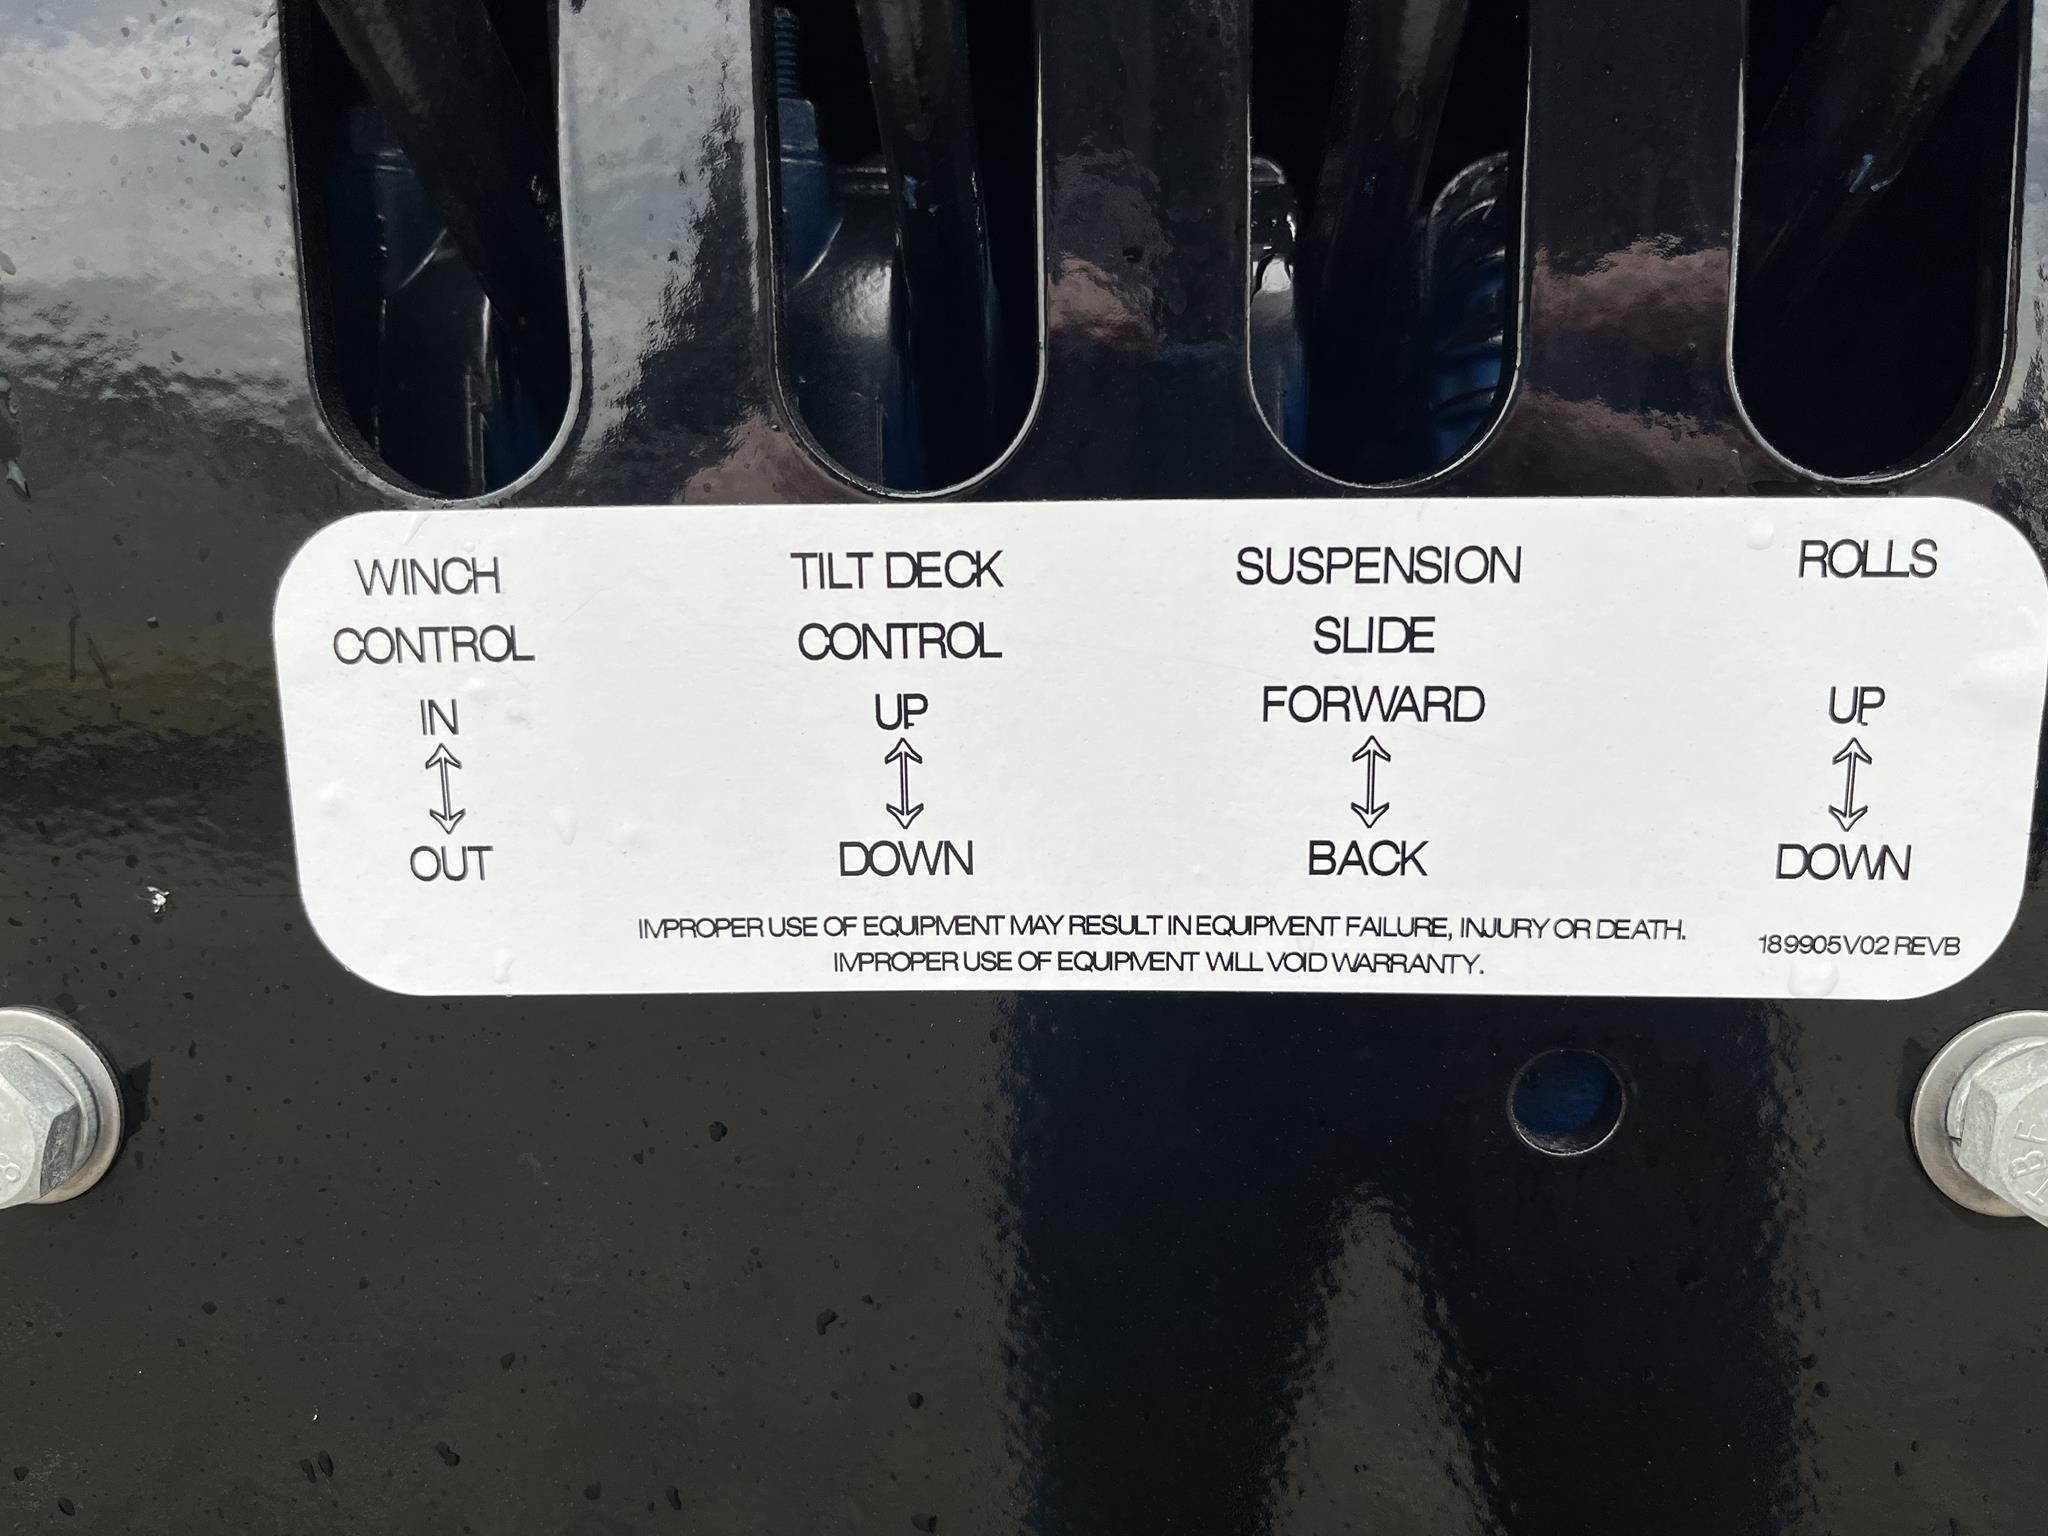 WINCH CONTROL
IN
OUT
TILT DECK CONTROL
UP
DOWN
SUSPENSION SLIDE
FORWARD
BACK
ROLLS
UP
DOWN
IMPROPER USE OF EQUIPMENT MAY RESULT IN EQUIPMENT FAILURE, INJURY OR DEATH.
IMPROPER USE OF EQUIPMENT WILL VOID WARRANTY.
189905V02 REVB